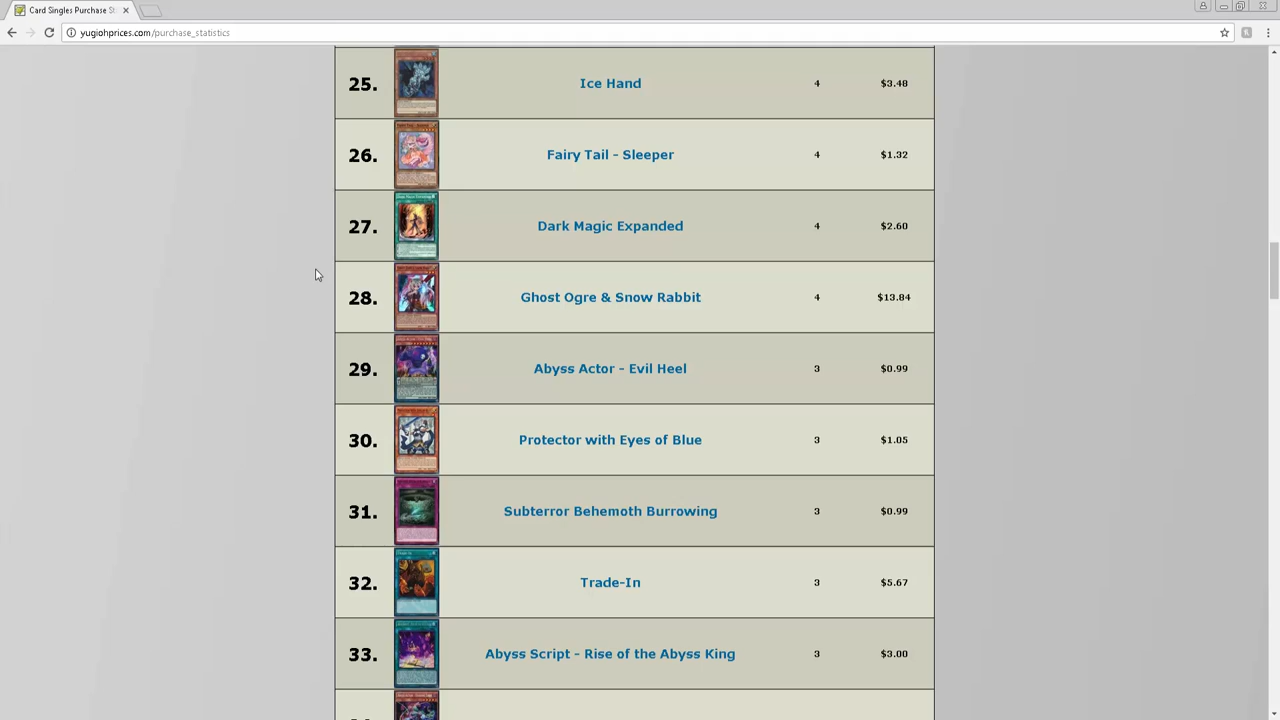 Card Singles Purchase St
yugiohprices.com/purchase_statistics
25. Ice Hand 4 $3.48
26. Fairy Tail - Sleeper 4 $1.32
27. Dark Magic Expanded 4 $2.60
28. Ghost Ogre & Snow Rabbit 4 $13.84
29. Abyss Actor - Evil Heel 3 $0.99
30. Protector with Eyes of Blue 3 $1.05
31. Subterror Behemoth Burrowing 3 $0.99
32. Trade-In 3 $5.67
33. Abyss Script - Rise of the Abyss King 3 $3.00